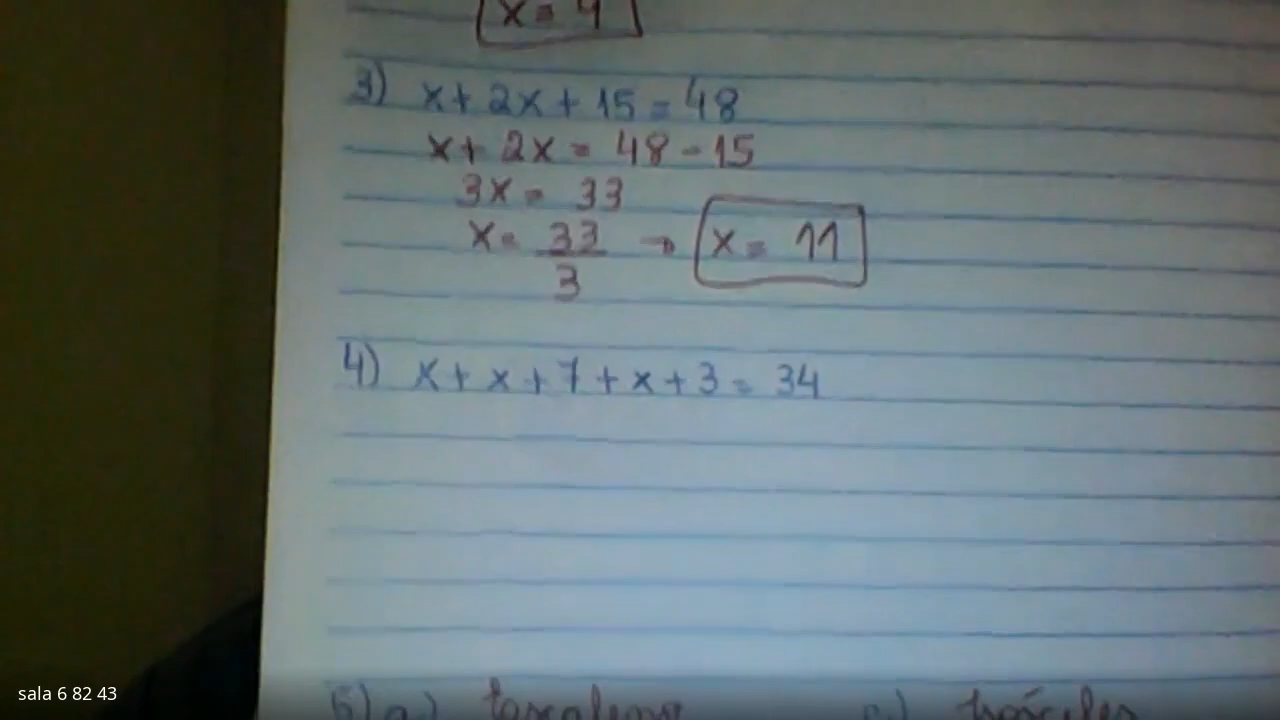 x = 4
3) x + 2x + 15 = 48
x + 2x = 48 - 15
3x = 33
x = 33/3 → x = 11
4) x + x + 7 + x + 3 = 34
5) a) c)
sala 6 82 43